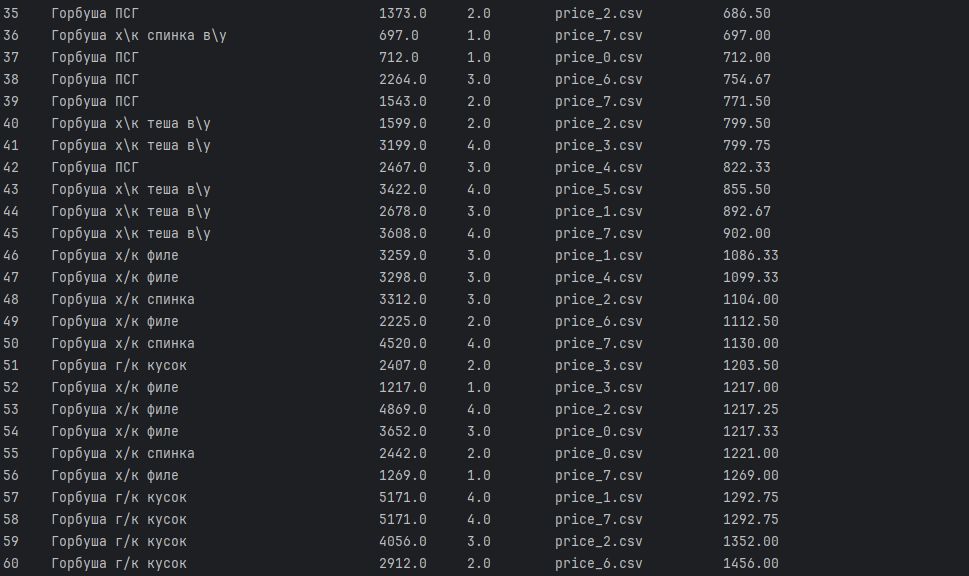 35 Горбуша ПСГ 1373.0 2.0 price_2.csv 686.50
36 Горбуша х\к спинка в\у 697.0 1.0 price_7.csv 697.00
37 Горбуша ПСГ 712.0 1.0 price_0.csv 712.00
38 Горбуша ПСГ 2264.0 3.0 price_6.csv 754.67
39 Горбуша ПСГ 1543.0 2.0 price_7.csv 771.50
40 Горбуша х\к теша в\у 1599.0 2.0 price_2.csv 799.50
41 Горбуша х\к теша в\у 3199.0 4.0 price_3.csv 799.75
42 Горбуша ПСГ 2467.0 3.0 price_4.csv 822.33
43 Горбуша х\к теша в\у 3422.0 4.0 price_5.csv 855.50
44 Горбуша х\к теша в\у 2678.0 3.0 price_1.csv 892.67
45 Горбуша х\к теша в\у 3608.0 4.0 price_7.csv 902.00
46 Горбуша х/к филе 3259.0 3.0 price_1.csv 1086.33
47 Горбуша х/к филе 3298.0 3.0 price_4.csv 1099.33
48 Горбуша х/к спинка 3312.0 3.0 price_2.csv 1104.00
49 Горбуша х/к филе 2225.0 2.0 price_6.csv 1112.50
50 Горбуша х/к спинка 4520.0 4.0 price_7.csv 1130.00
51 Горбуша г/к кусок 2407.0 2.0 price_3.csv 1203.50
52 Горбуша х/к филе 1217.0 1.0 price_3.csv 1217.00
53 Горбуша х/к филе 4869.0 4.0 price_2.csv 1217.25
54 Горбуша х/к филе 3652.0 3.0 price_0.csv 1217.33
55 Горбуша х/к спинка 2442.0 2.0 price_0.csv 1221.00
56 Горбуша х/к филе 1269.0 1.0 price_7.csv 1269.00
57 Горбуша г/к кусок 5171.0 4.0 price_1.csv 1292.75
58 Горбуша г/к кусок 5171.0 4.0 price_7.csv 1292.75
59 Горбуша г/к кусок 4056.0 3.0 price_2.csv 1352.00
60 Горбуша г/к кусок 2912.0 2.0 price_6.csv 1456.00